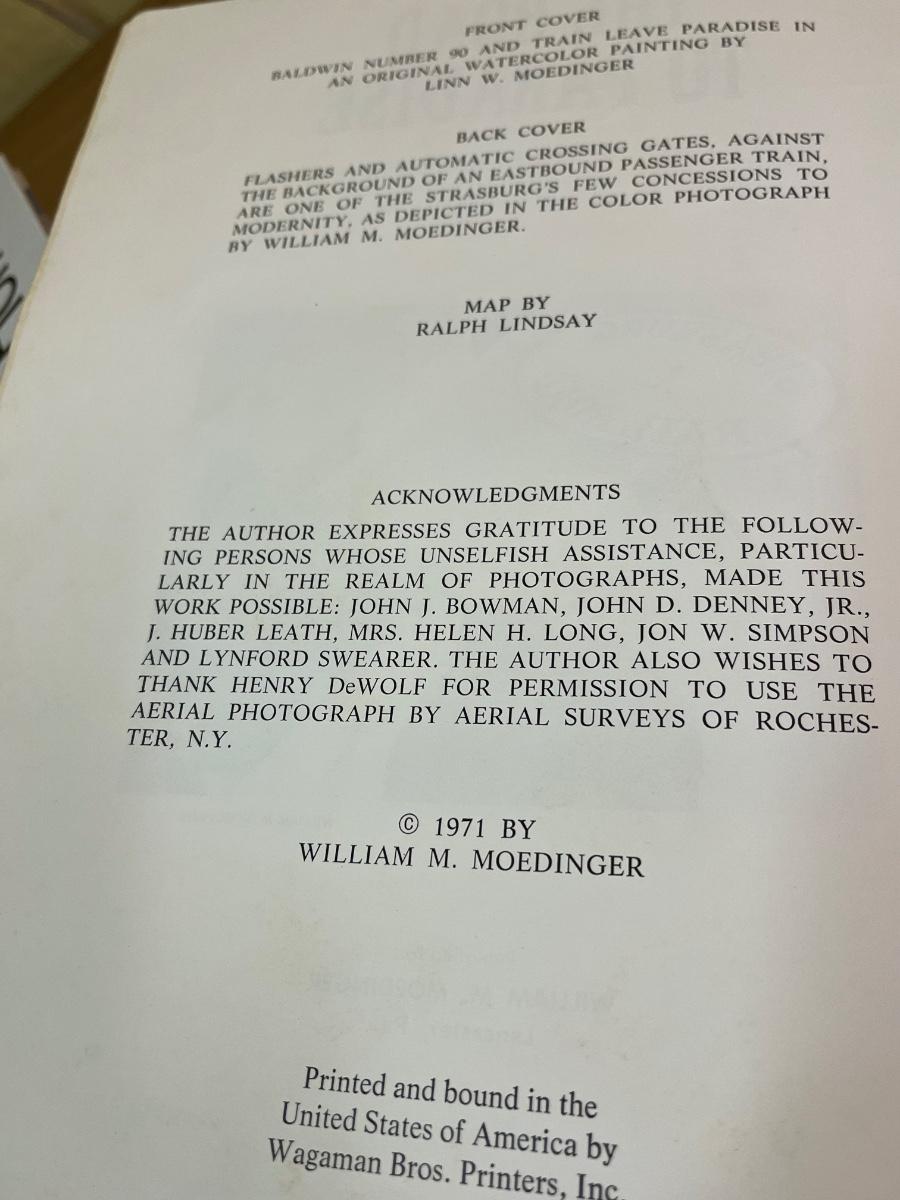 FRONT COVER
BALDWIN NUMBER 90 AND TRAIN LEAVE PARADISE IN
AN ORIGINAL WATERCOLOR PAINTING BY
LINN W. MOEDINGER
BACK COVER
FLASHERS AND AUTOMATIC CROSSING GATES, AGAINST
THE BACKGROUND OF AN EASTBOUND PASSENGER TRAIN,
ARE ONE OF THE STRASBURG'S FEW CONCESSIONS TO
MODERNITY, AS DEPICTED IN THE COLOR PHOTOGRAPH
BY WILLIAM M. MOEDINGER.
MAP BY
RALPH LINDSAY
ACKNOWLEDGMENTS
THE AUTHOR EXPRESSES GRATITUDE TO THE FOLLOW-
ING PERSONS WHOSE UNSELFISH ASSISTANCE, PARTICU-
LARLY IN THE REALM OF PHOTOGRAPHS, MADE THIS
WORK POSSIBLE: JOHN J. BOWMAN, JOHN D. DENNEY, JR.,
J. HUBER LEATH, MRS. HELEN H. LONG, JON W. SIMPSON
AND LYNFORD SWEARER. THE AUTHOR ALSO WISHES TO
THANK HENRY DeWOLF FOR PERMISSION TO USE THE
AERIAL PHOTOGRAPH BY AERIAL SURVEYS OF ROCHES-
TER, N.Y.
© 1971 BY
WILLIAM M. MOEDINGER
Printed and bound in the
United States of America by
Wagaman Bros. Printers, Inc.